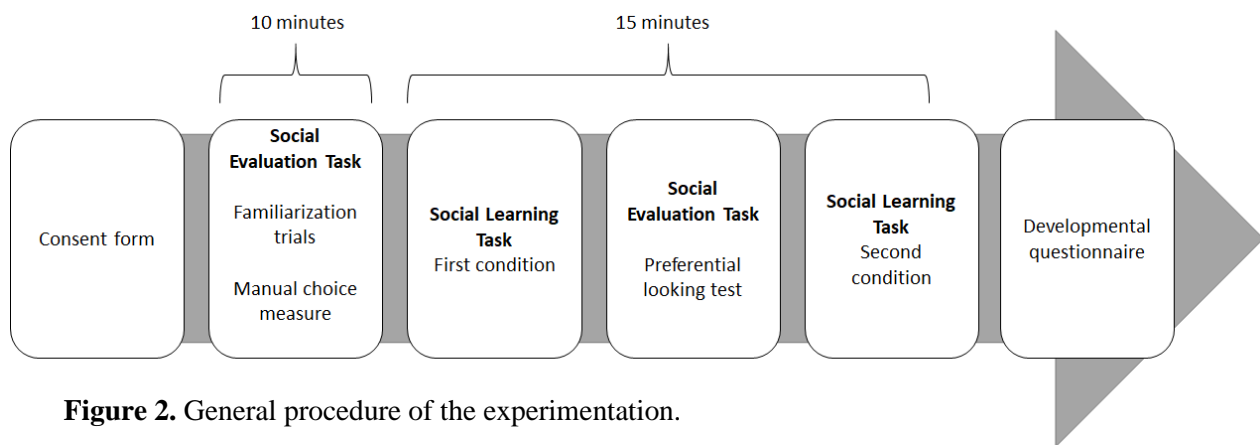 10 minutes
15 minutes
Consent form
Social
Evaluation Task
Familiarization
trials
Manual choice
measure
Social Learning
Task
First condition
Social
Evaluation Task
Preferential
looking test
Social Learning
Task
Second
condition
Developmental
questionnaire
Figure 2. General procedure of the experimentation.